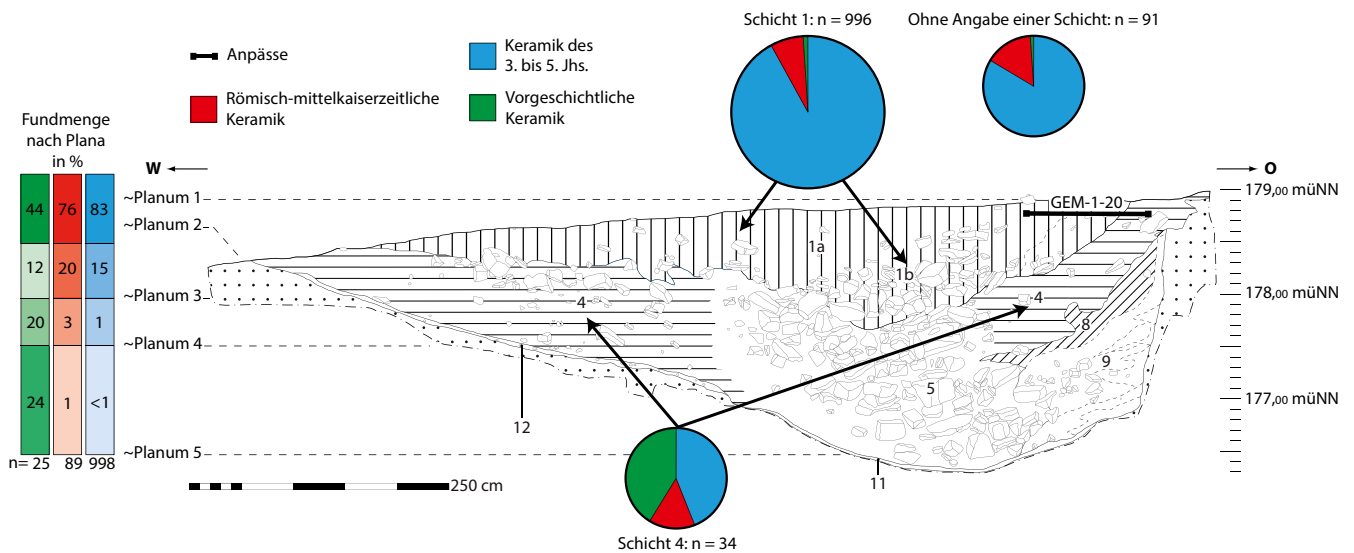 Schicht 1: n = 996
Ohne Angabe einer Schicht: n = 91
Anpässe
Keramik des
3. bis 5. Jhs.
Römisch-mittelkaiserzeitliche
Keramik
Vorgeschichtliche
Keramik
Fundmenge
nach Plana
in %
W
O
~Planum 1
~Planum 2
~Planum 3
~Planum 4
~Planum 5
44 76 83
12 20 15
20 3 1
24 1 <1
n= 25 89 998
GEM-1-20
179,00 müNN
178,00 müNN
177,00 müNN
1a
1b
4
4
8
9
5
12
11
250 cm
Schicht 4: n = 34